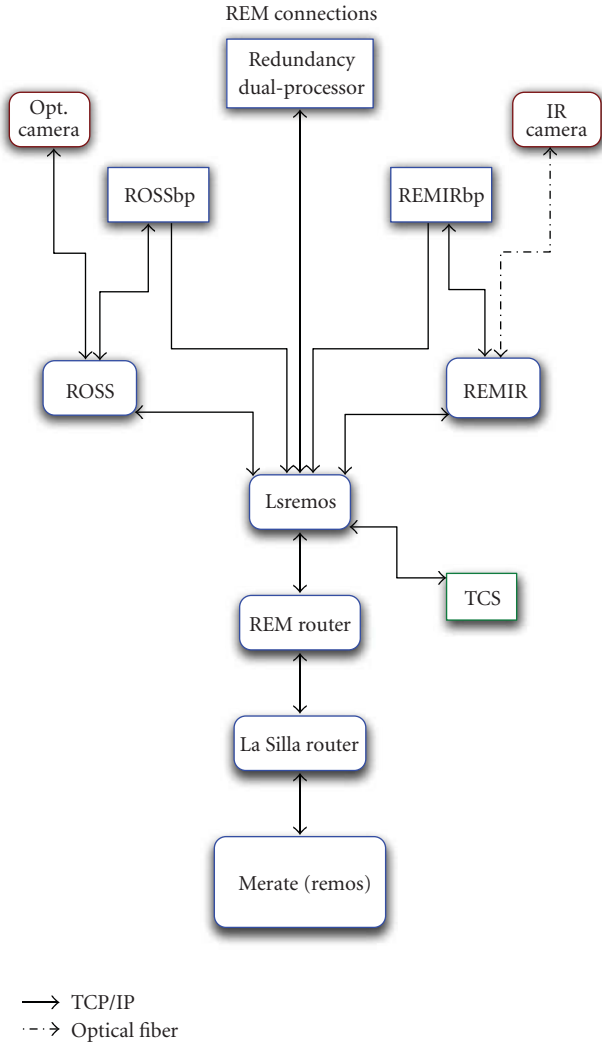 REM connections
Redundancy
dual-processor
Opt.
camera
IR
camera
ROSSbp
REMIRbp
ROSS
REMIR
Lsremos
TCS
REM router
La Silla router
Merate (remos)
TCP/IP
Optical fiber